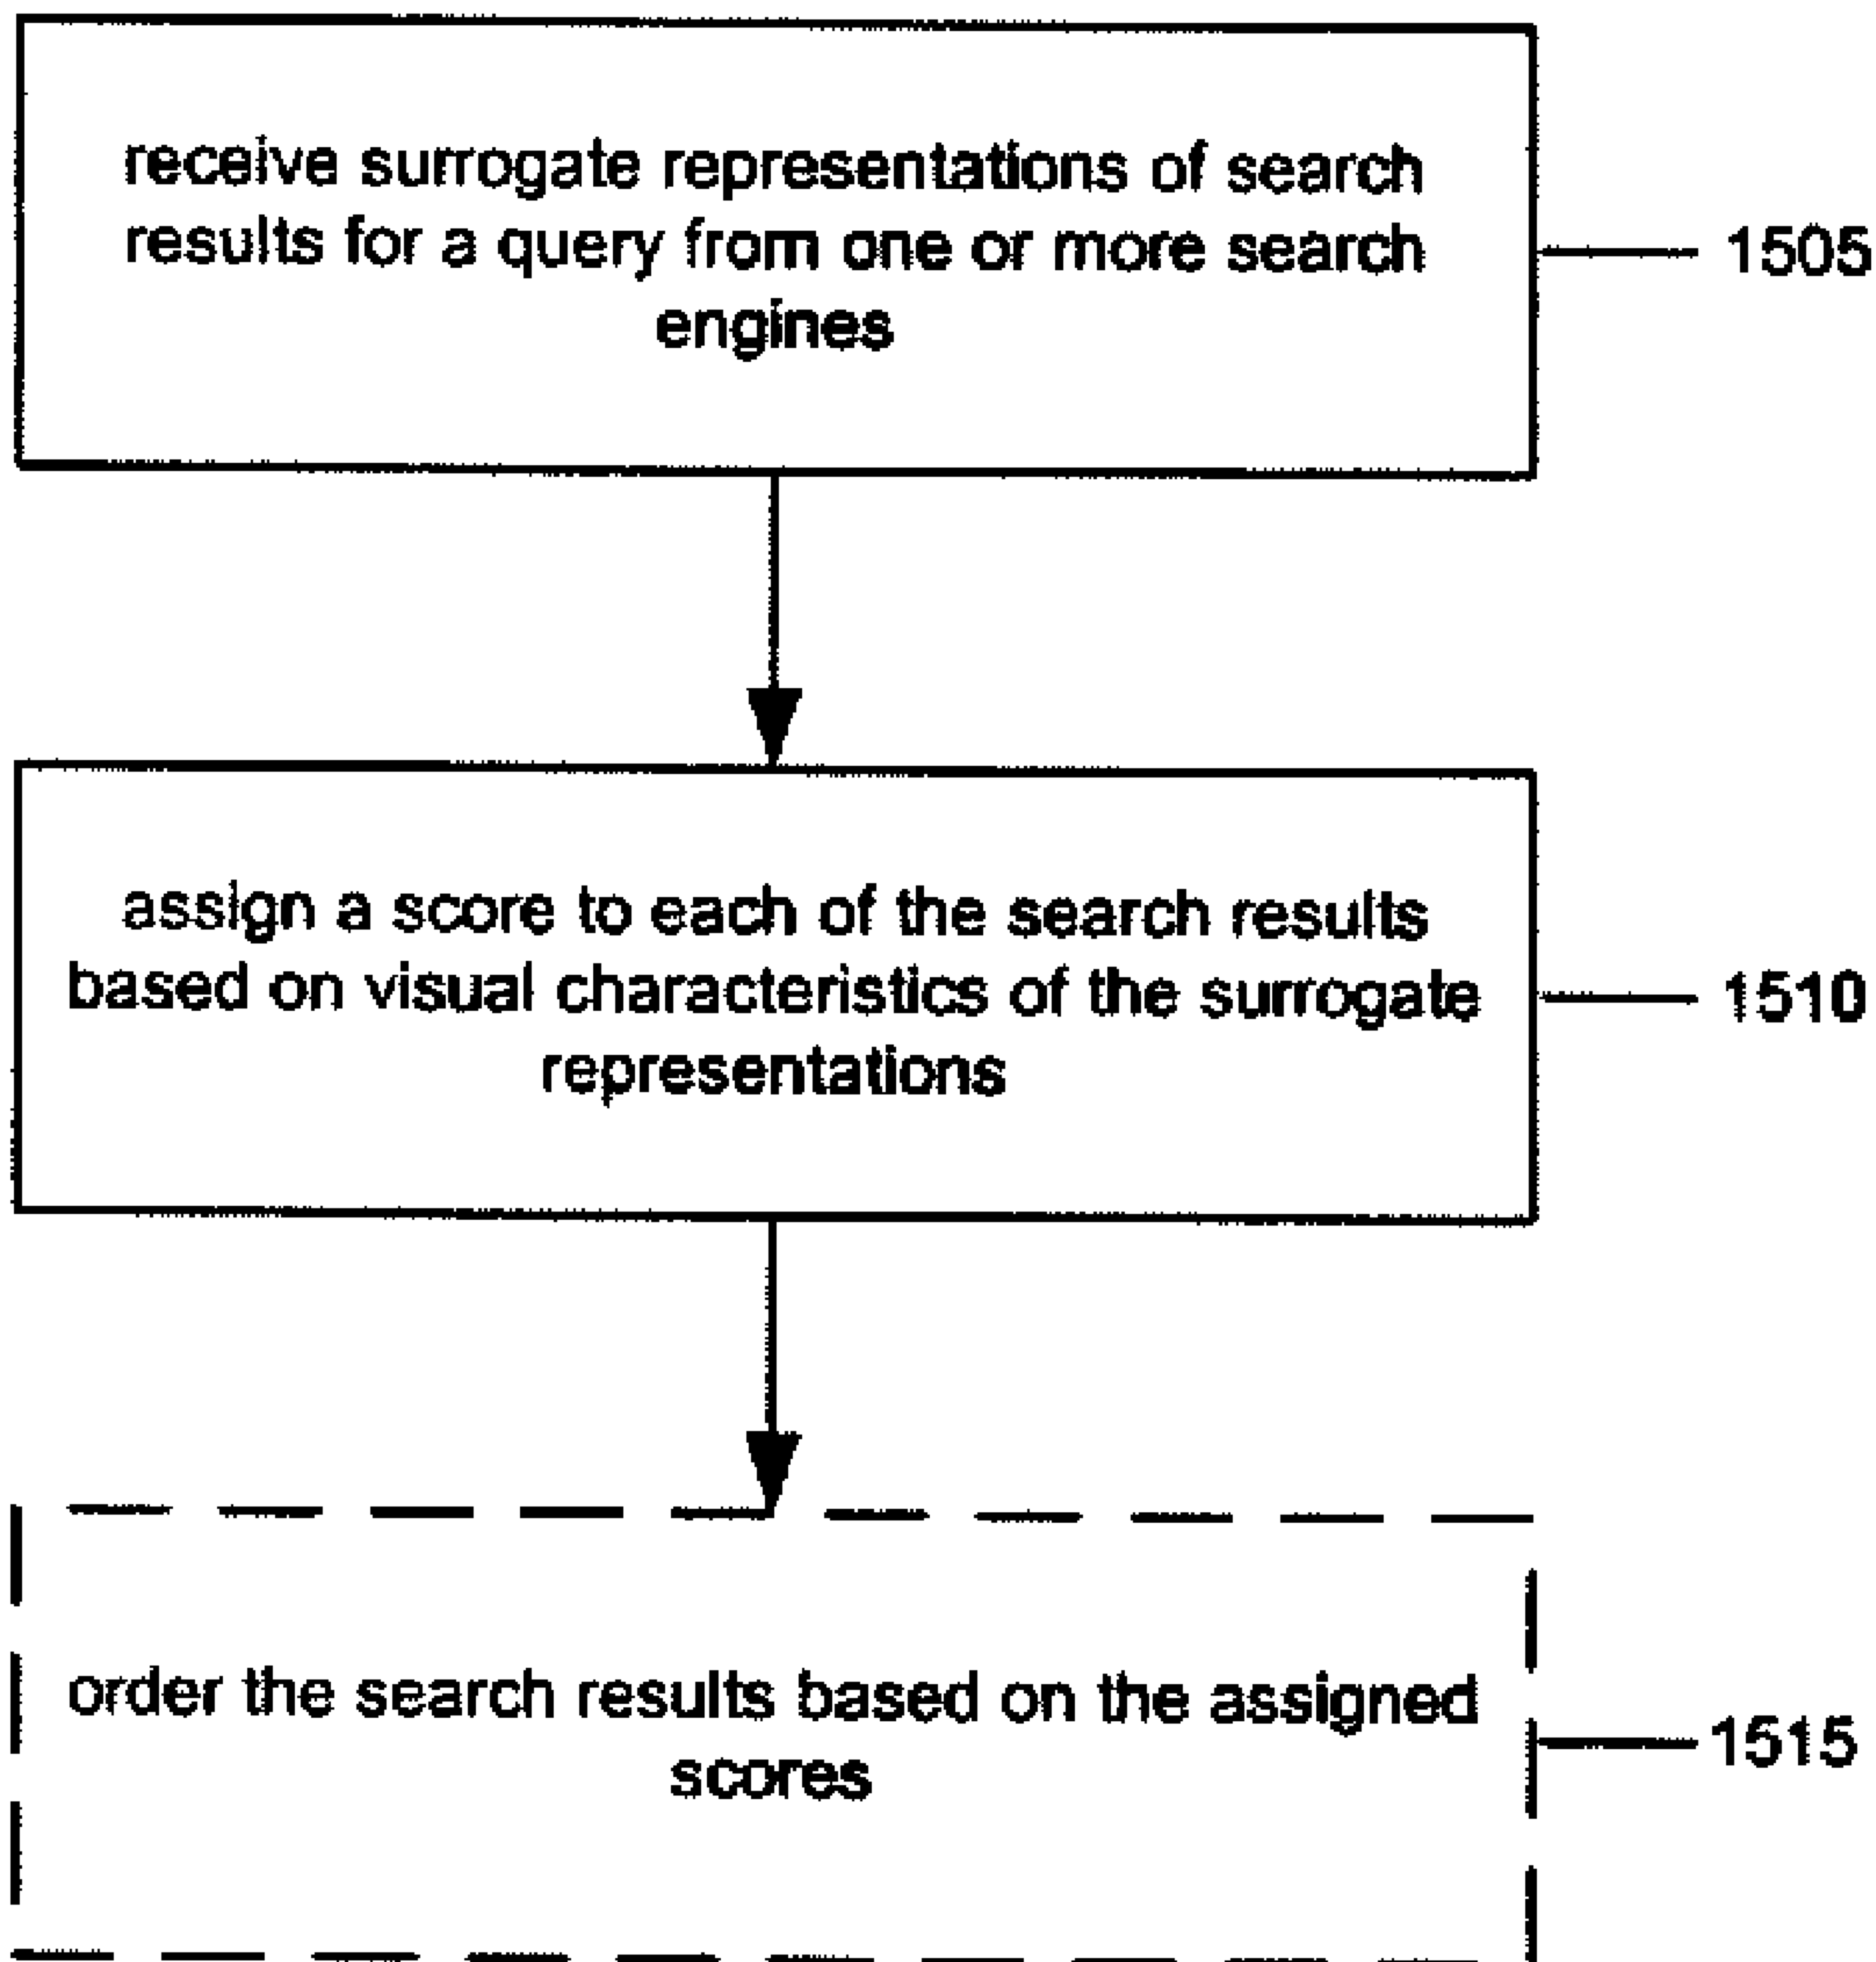 receive surrogate representations of search
results for a query from one or more search
engines
1505
assign a score to each of the search results
based on visual characteristics of the surrogate
representations
1510
order the search results based on the assigned
scores
1515